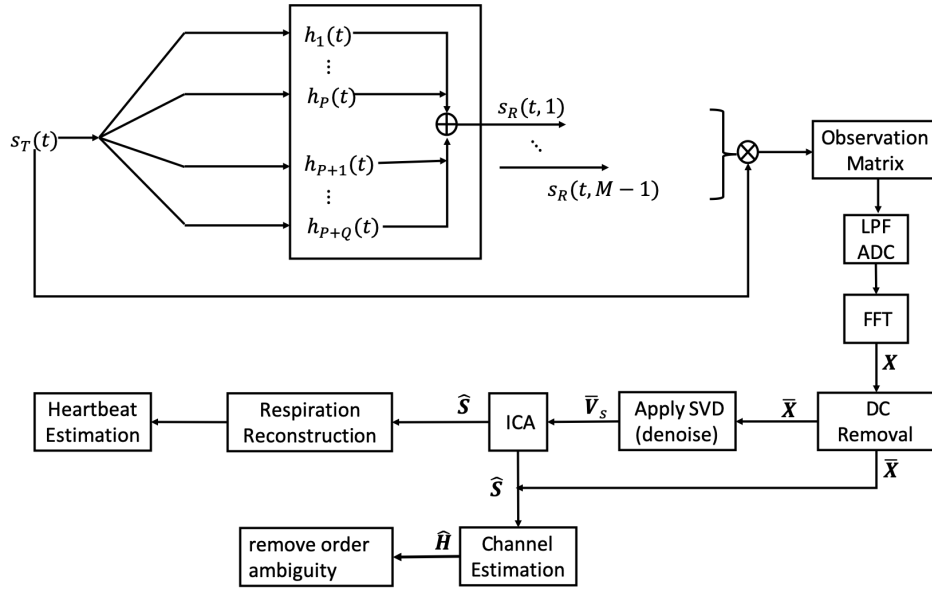 h₁(t)
⋮
h_P(t)
s_R(t, 1)
s_T(t)
⋱
Observation
Matrix
h_{P+1}(t)
⋮
s_R(t, M − 1)
h_{P+Q}(t)
LPF
ADC
FFT
X
Heartbeat
Estimation
Respiration
Reconstruction
Ŝ
ICA
V̄_s
Apply SVD
(denoise)
X̄
DC
Removal
X̄
Ŝ
remove order
ambiguity
Ĥ
Channel
Estimation